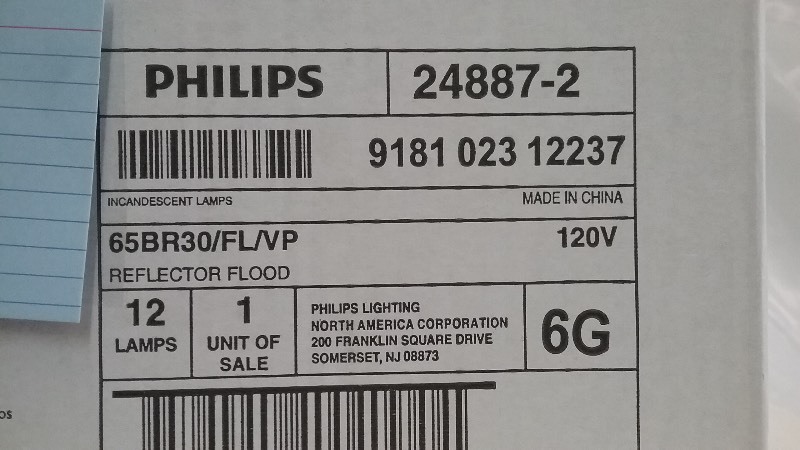 PHILIPS
24887-2
9181 023 12237
INCANDESCENT LAMPS
MADE IN CHINA
65BR30/FL/VP
120V
REFLECTOR FLOOD
12
LAMPS
1
UNIT OF
SALE
PHILIPS LIGHTING
NORTH AMERICA CORPORATION
200 FRANKLIN SQUARE DRIVE
SOMERSET, NJ 08873
6G